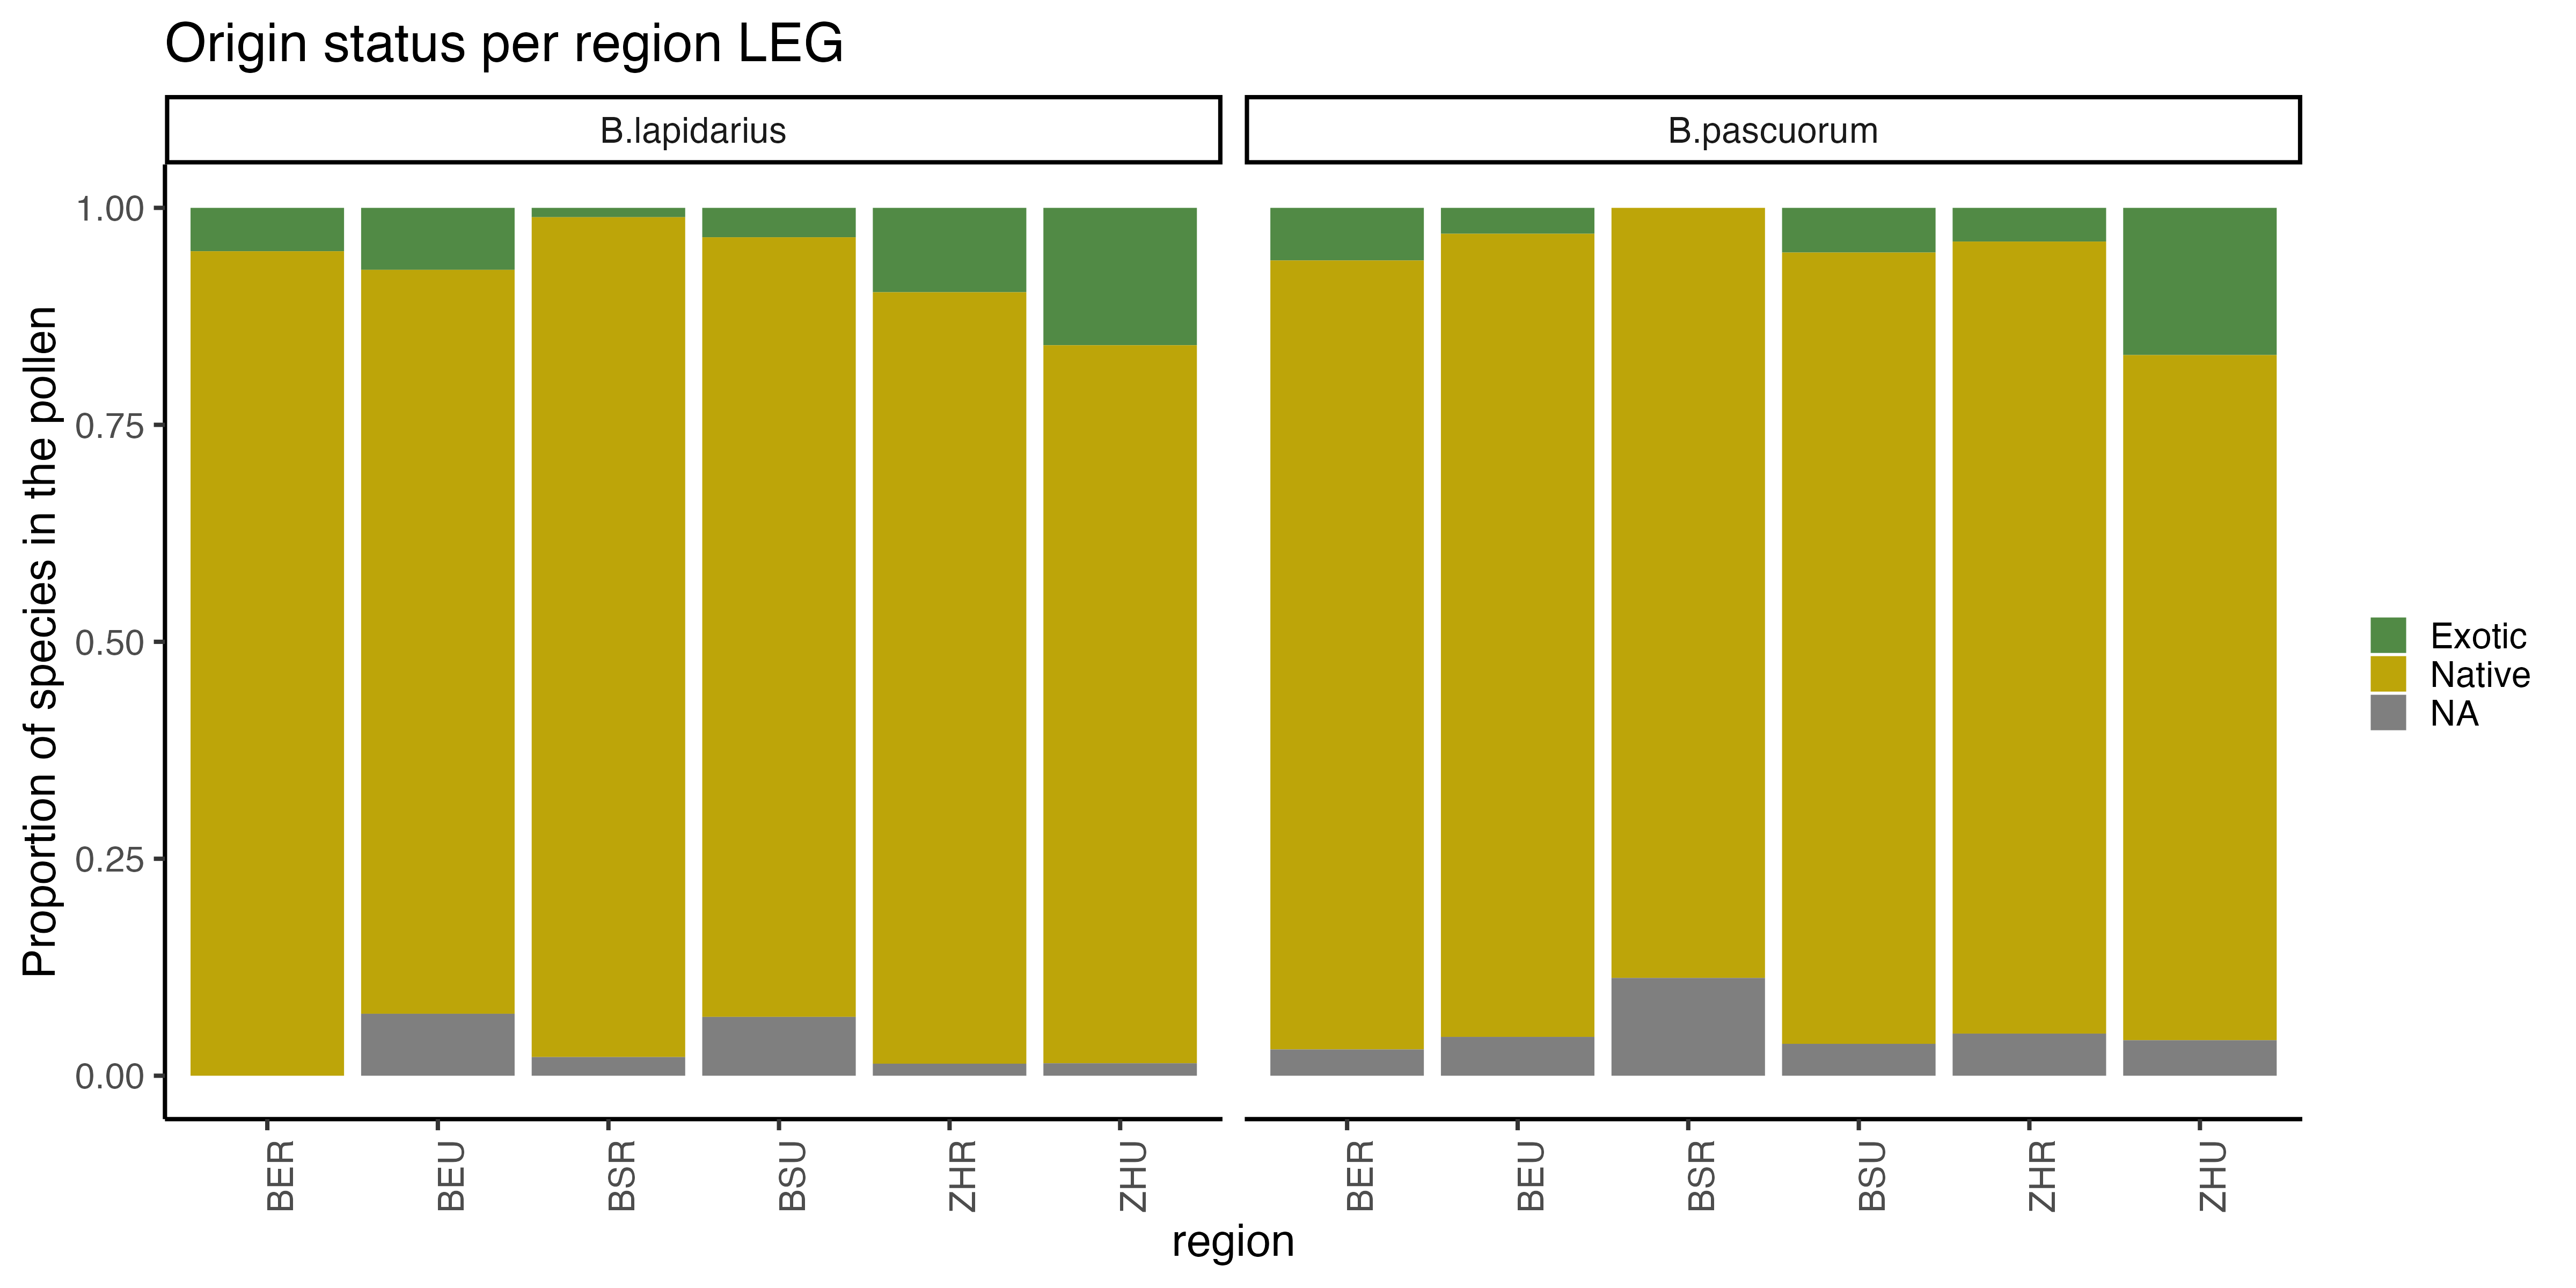 Origin status per region LEG
B.lapidarius
B.pascuorum
Proportion of species in the pollen
1.00
0.75
0.50
0.25
0.00
BER
BEU
BSR
BSU
ZHR
ZHU
BER
BEU
BSR
BSU
ZHR
ZHU
region
Exotic
Native
NA